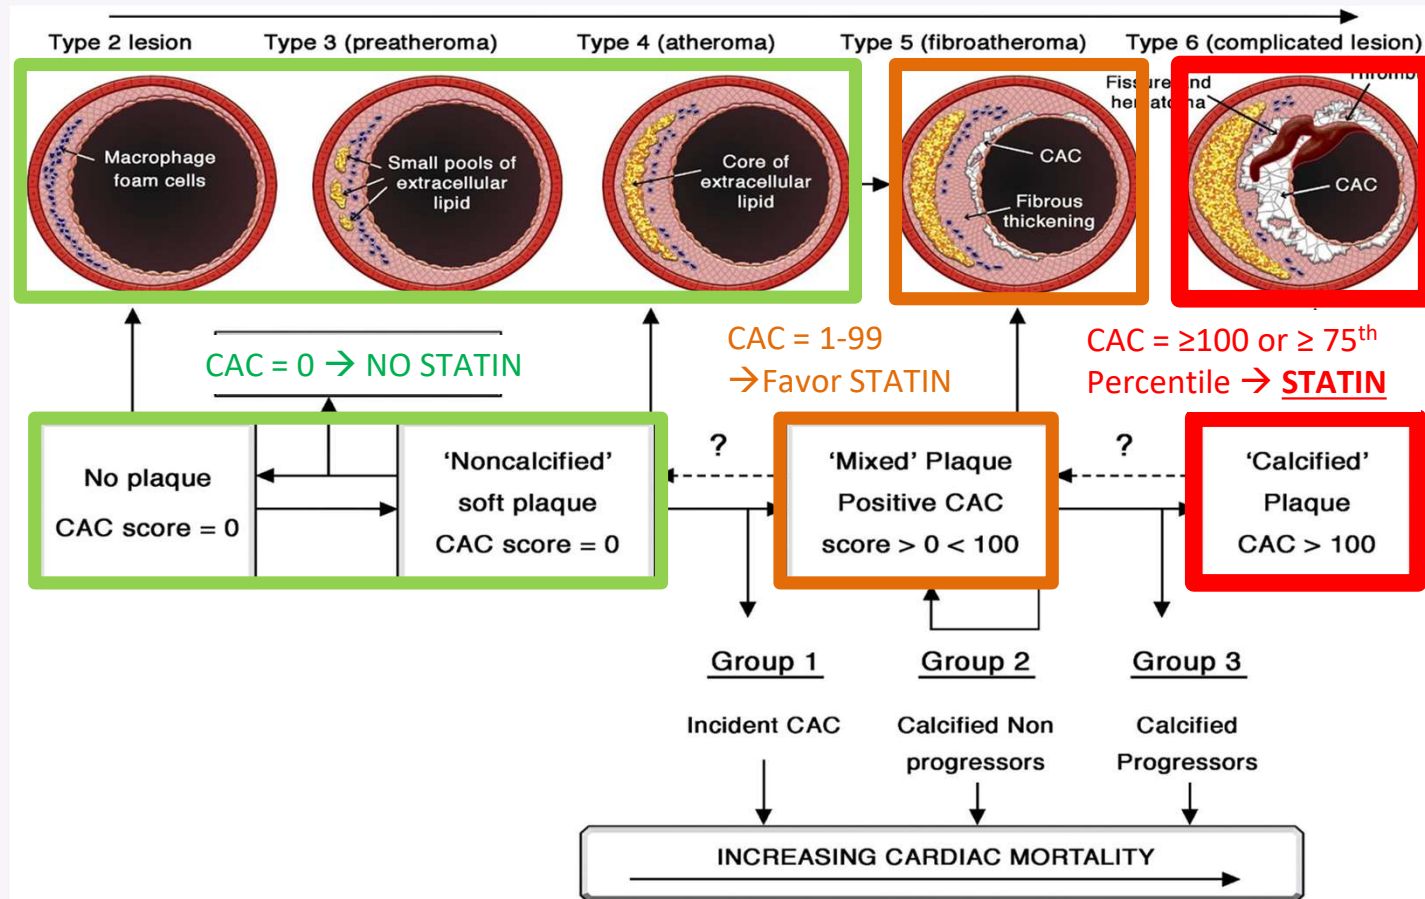 Type 2 lesion
Type 3 (preatheroma)
Type 4 (atheroma)
Type 5 (fibroatheroma)
Type 6 (complicated lesion)
Macrophage
foam cells
Small pools of
extracellular
lipid
Core of
extracellular
lipid
CAC
Fibrous
thickening
Fissure and
hematoma
Thrombu
CAC
CAC = 0 → NO STATIN
CAC = 1-99
→Favor STATIN
CAC = ≥100 or ≥ 75th
Percentile → STATIN
No plaque
CAC score = 0
'Noncalcified'
soft plaque
CAC score = 0
?
'Mixed' Plaque
Positive CAC
score > 0 < 100
?
'Calcified'
Plaque
CAC > 100
Group 1
Incident CAC
Group 2
Calcified Non
progressors
Group 3
Calcified
Progressors
INCREASING CARDIAC MORTALITY